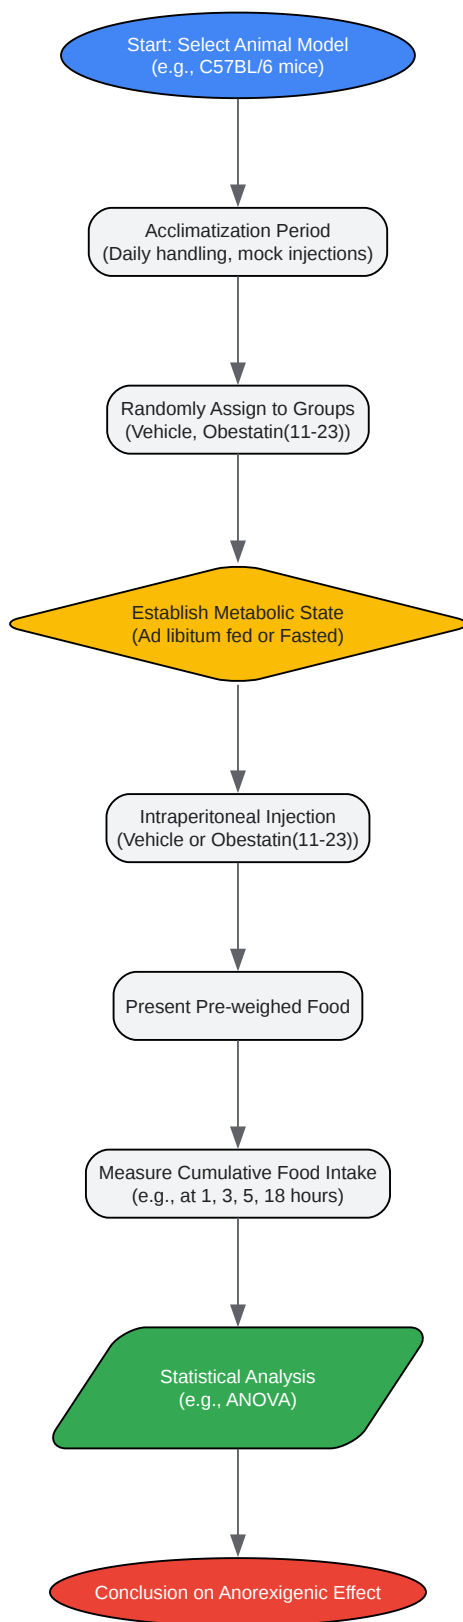 Start: Select Animal Model
(e.g., C57BL/6 mice)
Acclimatization Period
(Daily handling, mock injections)
Randomly Assign to Groups
(Vehicle, Obestatin(11-23))
Establish Metabolic State
(Ad libitum fed or Fasted)
Intraperitoneal Injection
(Vehicle or Obestatin(11-23))
Present Pre-weighed Food
Measure Cumulative Food Intake
(e.g., at 1, 3, 5, 18 hours)
Statistical Analysis
(e.g., ANOVA)
Conclusion on Anorexigenic Effect